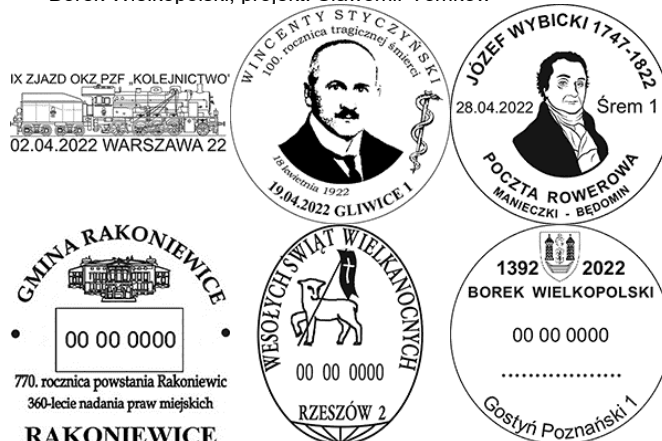 Borek Wielkopolski, projekt: Sławomir
IX ZJAZD OKZ PZF „KOLEJNICTWO"
02.04.2022 WARSZAWA 22
WINCENTY STYCZYŃSKI
100. rocznica tragicznej śmierci
18 kwietnia 1922
19.04.2022 GLIWICE 1
JÓZEF WYBICKI 1747-1822
28.04.2022 Śrem 1
POCZTA ROWEROWA
MANIECZKI - BĘDOMIN
GMINA RAKONIEWICE
00 00 0000
770. rocznica powstania Rakoniewic
360-lecie nadania praw miejskich
RAKONIEWICE
WESOŁYCH ŚWIĄT WIELKANOCNYCH
00 00 0000
RZESZÓW 2
1392 2022
BOREK WIELKOPOLSKI
00 00 0000
..................
Gostyń Poznański 1